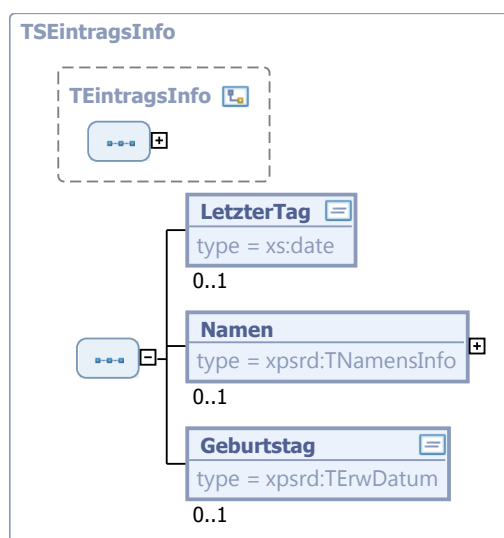 TSEintragsInfo
TEintragsInfo
LetzterTag
type = xs:date
0..1
Namen
type = xpsrd:TNamensInfo
0..1
Geburtstag
type = xpsrd:TErwDatum
0..1